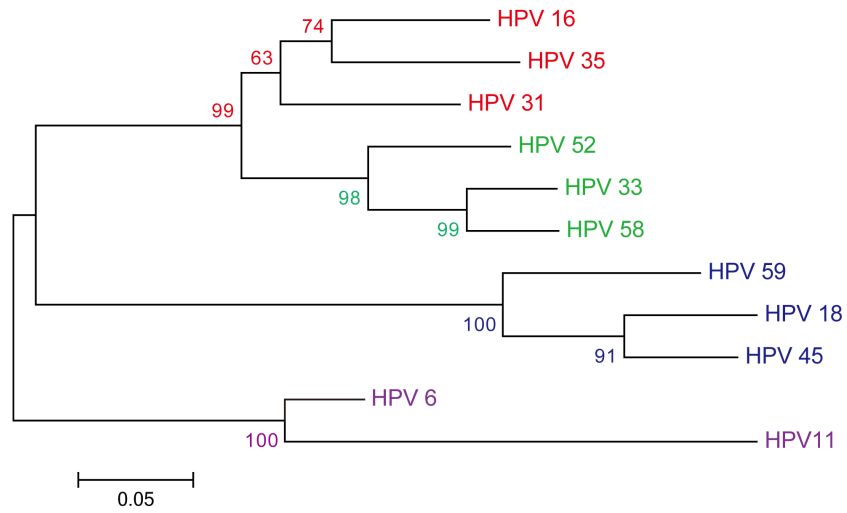 74
HPV 16
63
HPV 35
99
HPV 31
HPV 52
98
HPV 33
99
HPV 58
HPV 59
100
HPV 18
91
HPV 45
HPV 6
100
HPV11
0.05